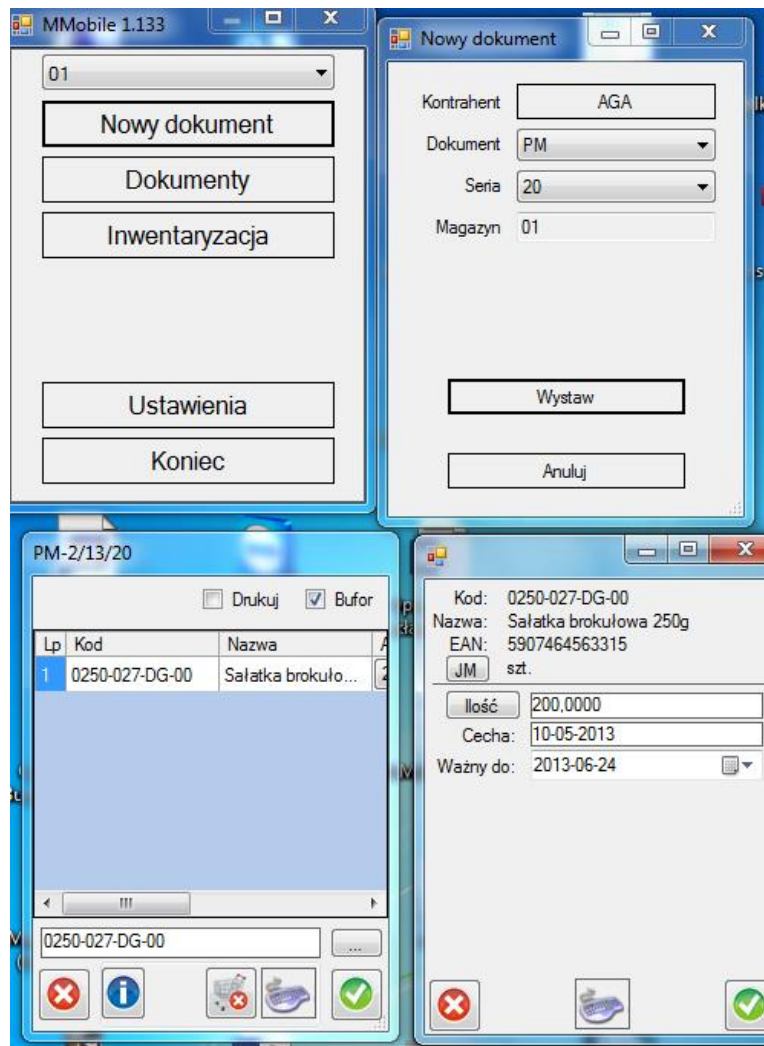 MMobile 1.133
01
Nowy dokument
Dokumenty
Inwentaryzacja
Ustawienia
Koniec
Nowy dokument
Kontrahent AGA
Dokument PM
Seria 20
Magazyn 01
Wystaw
Anuluj
PM-2/13/20
Drukuj Bufor
Lp Kod Nazwa
1 0250-027-DG-00 Sałatka brokuło...
0250-027-DG-00 ...
Kod: 0250-027-DG-00
Nazwa: Sałatka brokułowa 250g
EAN: 5907464563315
JM szt.
Ilość 200,0000
Cecha: 10-05-2013
Ważny do: 2013-06-24